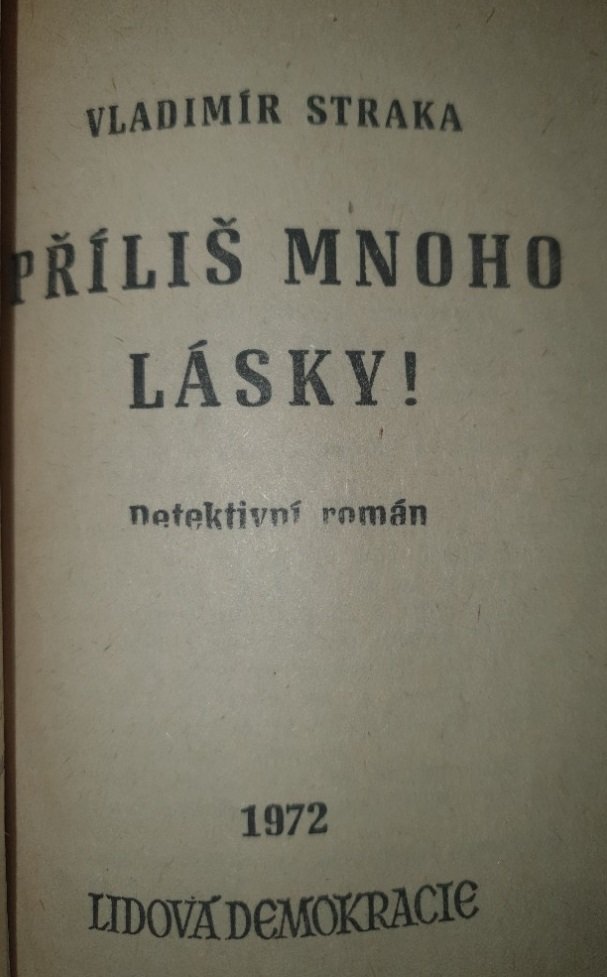 VLADIMÍR STRAKA
PŘÍLIŠ MNOHO
LÁSKY!
Detektivní román
1972
LIDOVÁ DEMOKRACIE